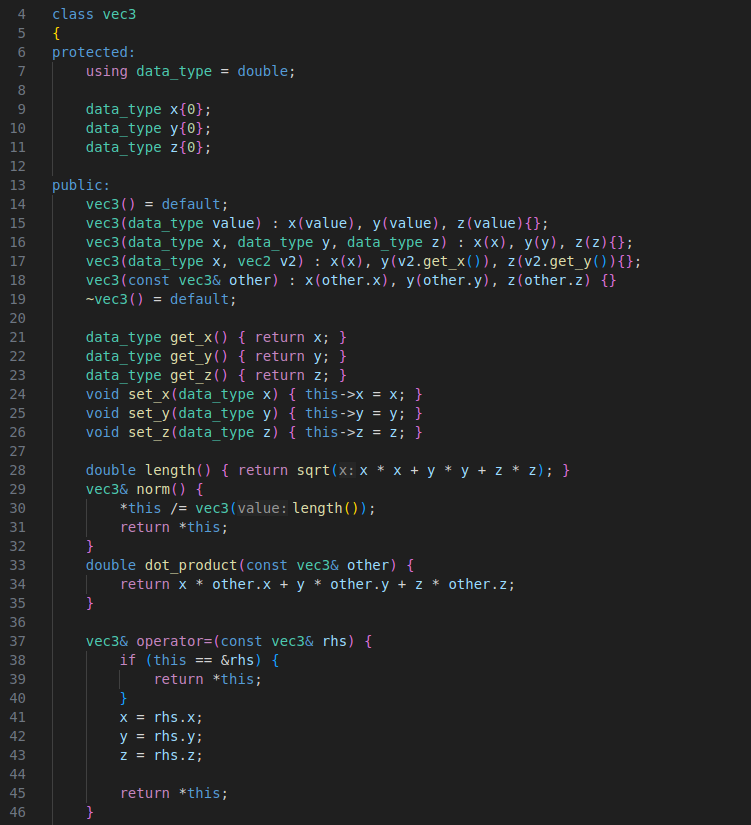 4 class vec3
5 {
6 protected:
7     using data_type = double;
8
9     data_type x{0};
10     data_type y{0};
11     data_type z{0};
12
13 public:
14     vec3() = default;
15     vec3(data_type value) : x(value), y(value), z(value){};
16     vec3(data_type x, data_type y, data_type z) : x(x), y(y), z(z){};
17     vec3(data_type x, vec2 v2) : x(x), y(v2.get_x()), z(v2.get_y()){};
18     vec3(const vec3& other) : x(other.x), y(other.y), z(other.z) {}
19     ~vec3() = default;
20
21     data_type get_x() { return x; }
22     data_type get_y() { return y; }
23     data_type get_z() { return z; }
24     void set_x(data_type x) { this->x = x; }
25     void set_y(data_type y) { this->y = y; }
26     void set_z(data_type z) { this->z = z; }
27
28     double length() { return sqrt(x: x * x + y * y + z * z); }
29     vec3& norm() {
30         *this /= vec3(value: length());
31         return *this;
32     }
33     double dot_product(const vec3& other) {
34         return x * other.x + y * other.y + z * other.z;
35     }
36
37     vec3& operator=(const vec3& rhs) {
38         if (this == &rhs) {
39             return *this;
40         }
41         x = rhs.x;
42         y = rhs.y;
43         z = rhs.z;
44
45         return *this;
46     }